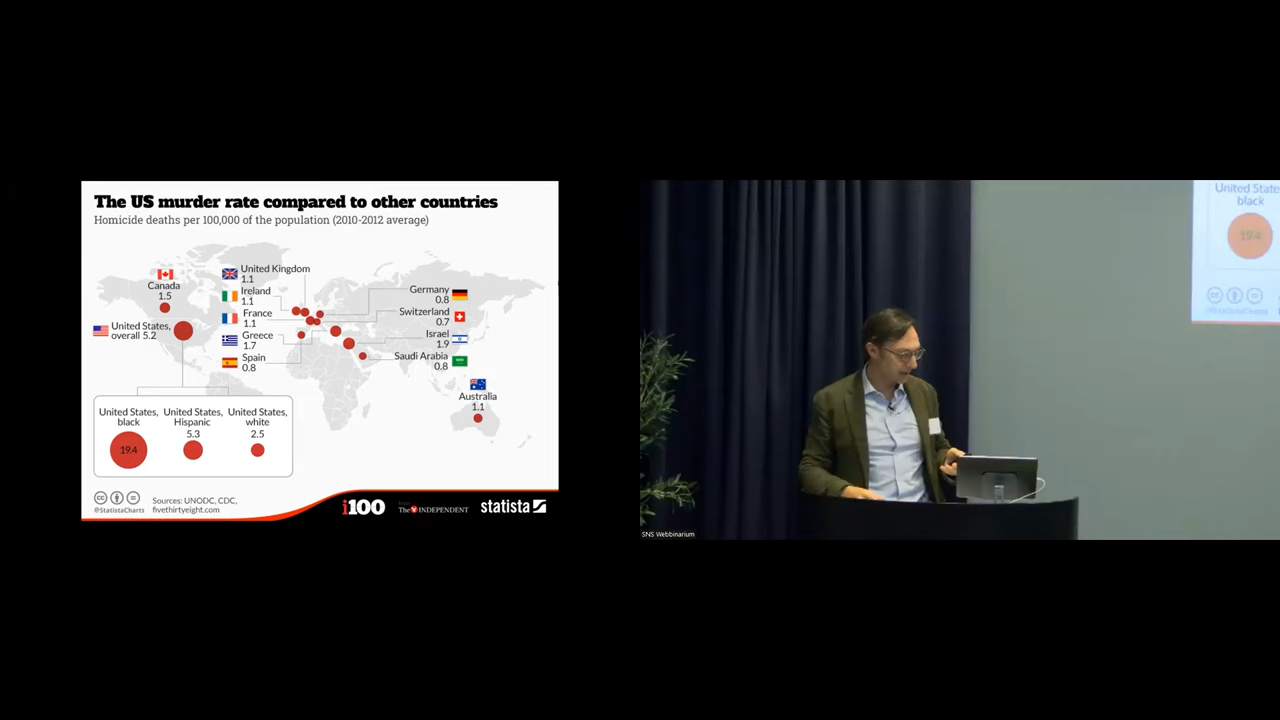 The US murder rate compared to other countries
Homicide deaths per 100,000 of the population (2010-2012 average)
Canada
1.5
United States,
overall 5.2
United Kingdom
1.1
Ireland
1.1
France
1.1
Greece
1.7
Spain
0.8
Germany
0.8
Switzerland
0.7
Israel
1.9
Saudi Arabia
0.8
Australia
1.1
United States,
black
19.4
United States,
Hispanic
5.3
United States,
white
2.5
@StatistaCharts
Sources: UNODC, CDC,
fivethirtyeight.com
i100
The INDEPENDENT
statista
United State
black
19.4
@StatistaCharts
SNS Webbinarium